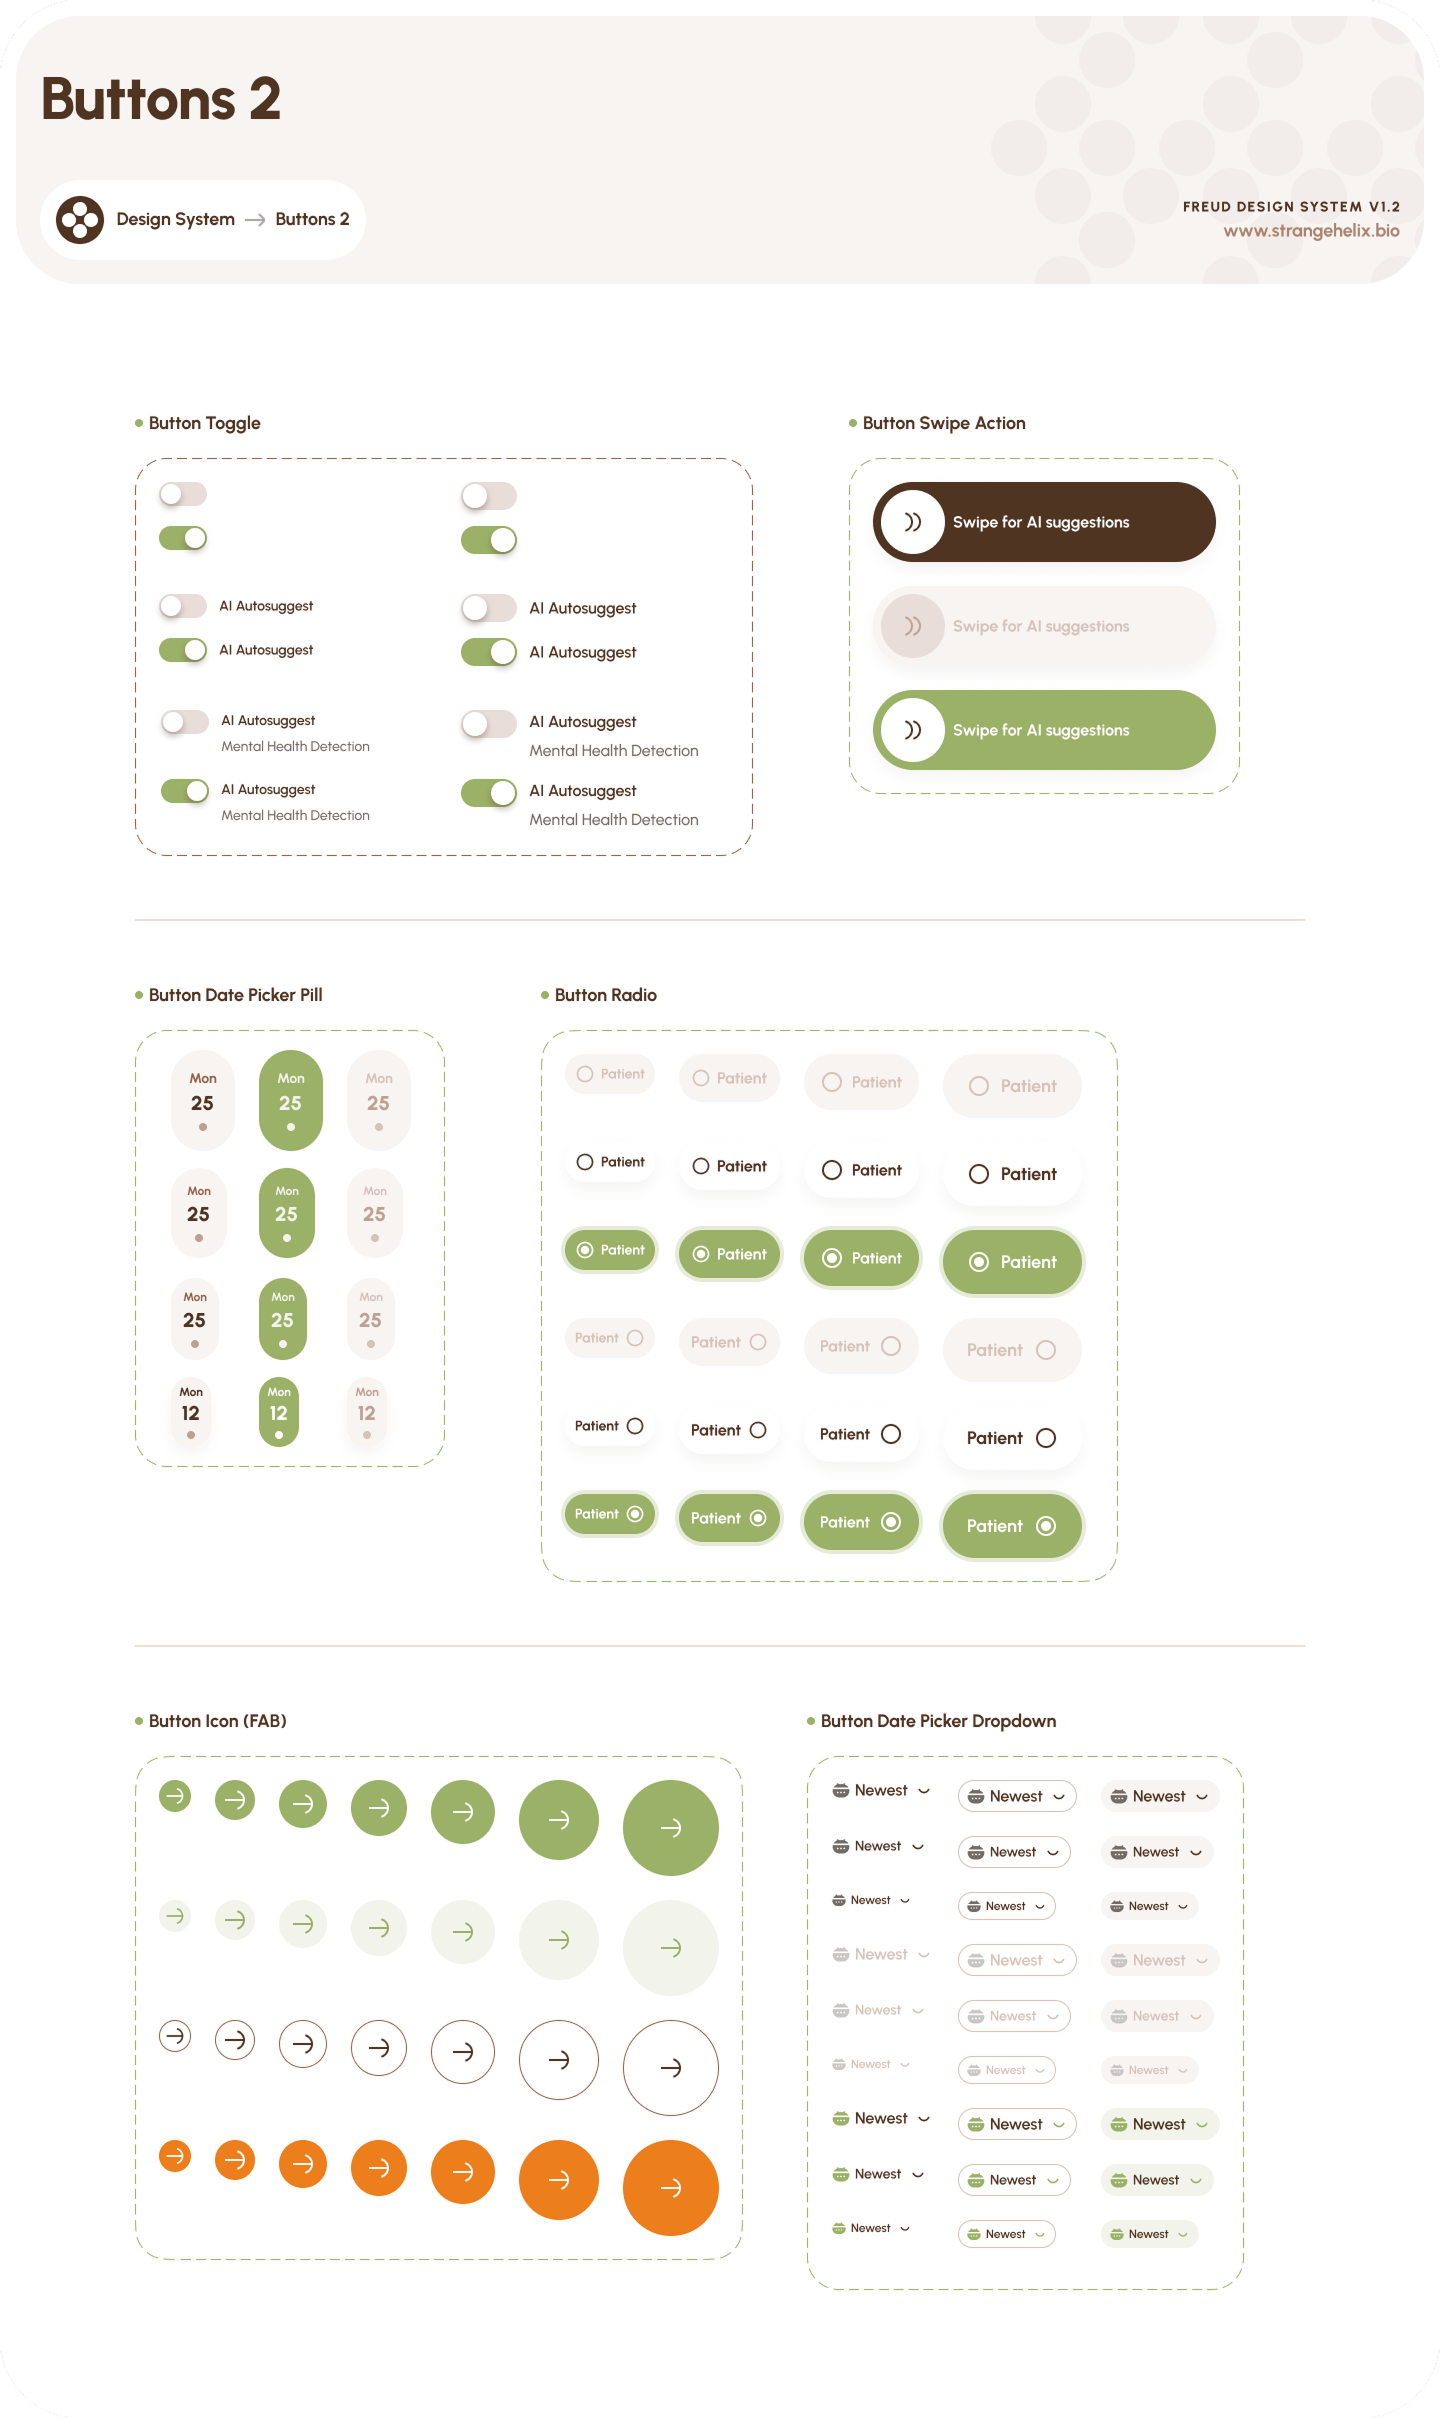 Buttons 2
Design System → Buttons 2
FREUD DESIGN SYSTEM V1.2
www.strangehelix.bio
Button Toggle
AI Autosuggest
AI Autosuggest
AI Autosuggest
AI Autosuggest
AI Autosuggest
Mental Health Detection
AI Autosuggest
Mental Health Detection
AI Autosuggest
Mental Health Detection
AI Autosuggest
Mental Health Detection
Button Swipe Action
Swipe for AI suggestions
Swipe for AI suggestions
Swipe for AI suggestions
Button Date Picker Pill
Mon Mon Mon
25 25 25
Mon Mon Mon
25 25 25
Mon Mon Mon
25 25 25
Mon Mon Mon
12 12 12
Button Radio
Patient Patient Patient Patient
Patient Patient Patient Patient
Patient Patient Patient Patient
Patient Patient Patient Patient
Patient Patient Patient Patient
Patient Patient Patient Patient
Button Icon (FAB)
Button Date Picker Dropdown
Newest Newest Newest
Newest Newest Newest
Newest Newest Newest
Newest Newest Newest
Newest Newest Newest
Newest Newest Newest
Newest Newest Newest
Newest Newest Newest
Newest Newest Newest